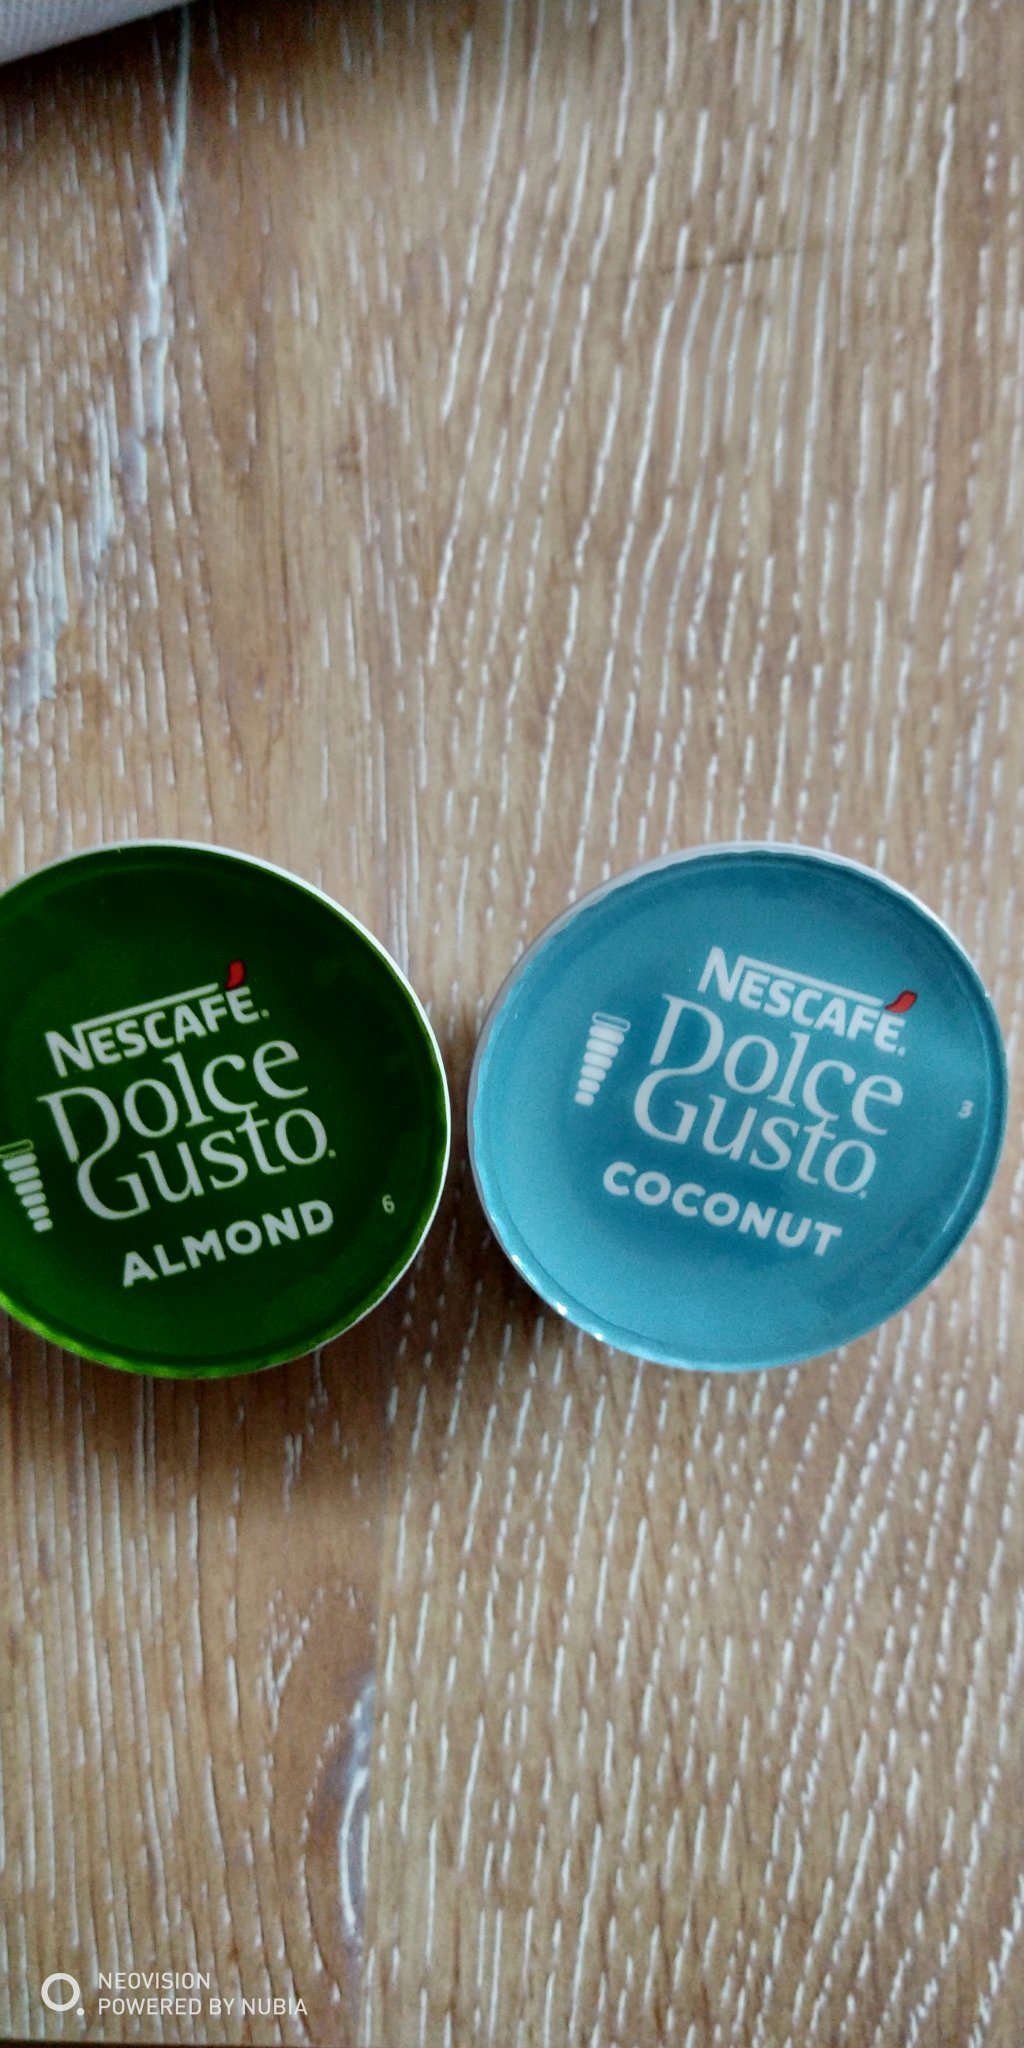 NESCAFÉ.
Dolce
Gusto.
ALMOND
6
NESCAFÉ.
Dolce
Gusto.
COCONUT
3
NEOVISION
POWERED BY NUBIA